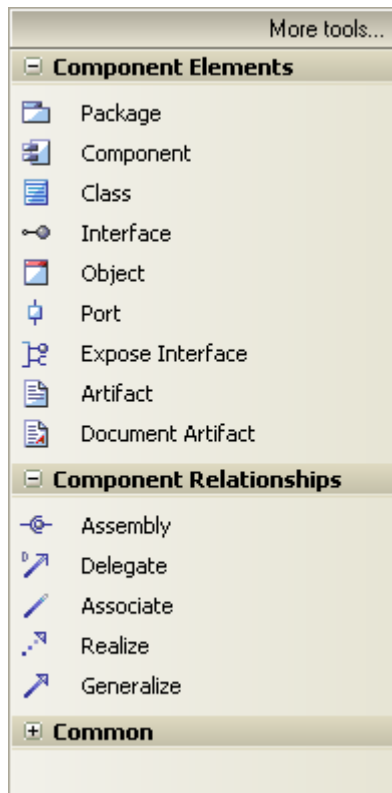 More tools...
Component Elements
Package
Component
Class
Interface
Object
Port
Expose Interface
Artifact
Document Artifact
Component Relationships
Assembly
D
Delegate
Associate
Realize
Generalize
Common